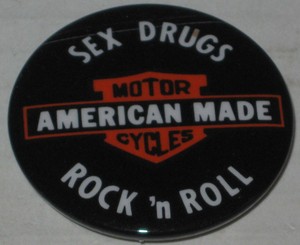 SEX DRUGS
MOTOR
AMERICAN MADE
CYCLES
ROCK 'n ROLL